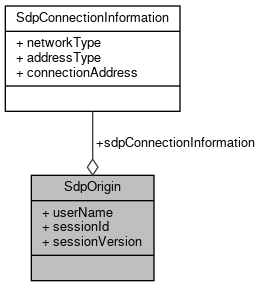 SdpConnectionInformation
+ networkType
+ addressType
+ connectionAddress
+sdpConnectionInformation
SdpOrigin
+ userName
+ sessionId
+ sessionVersion